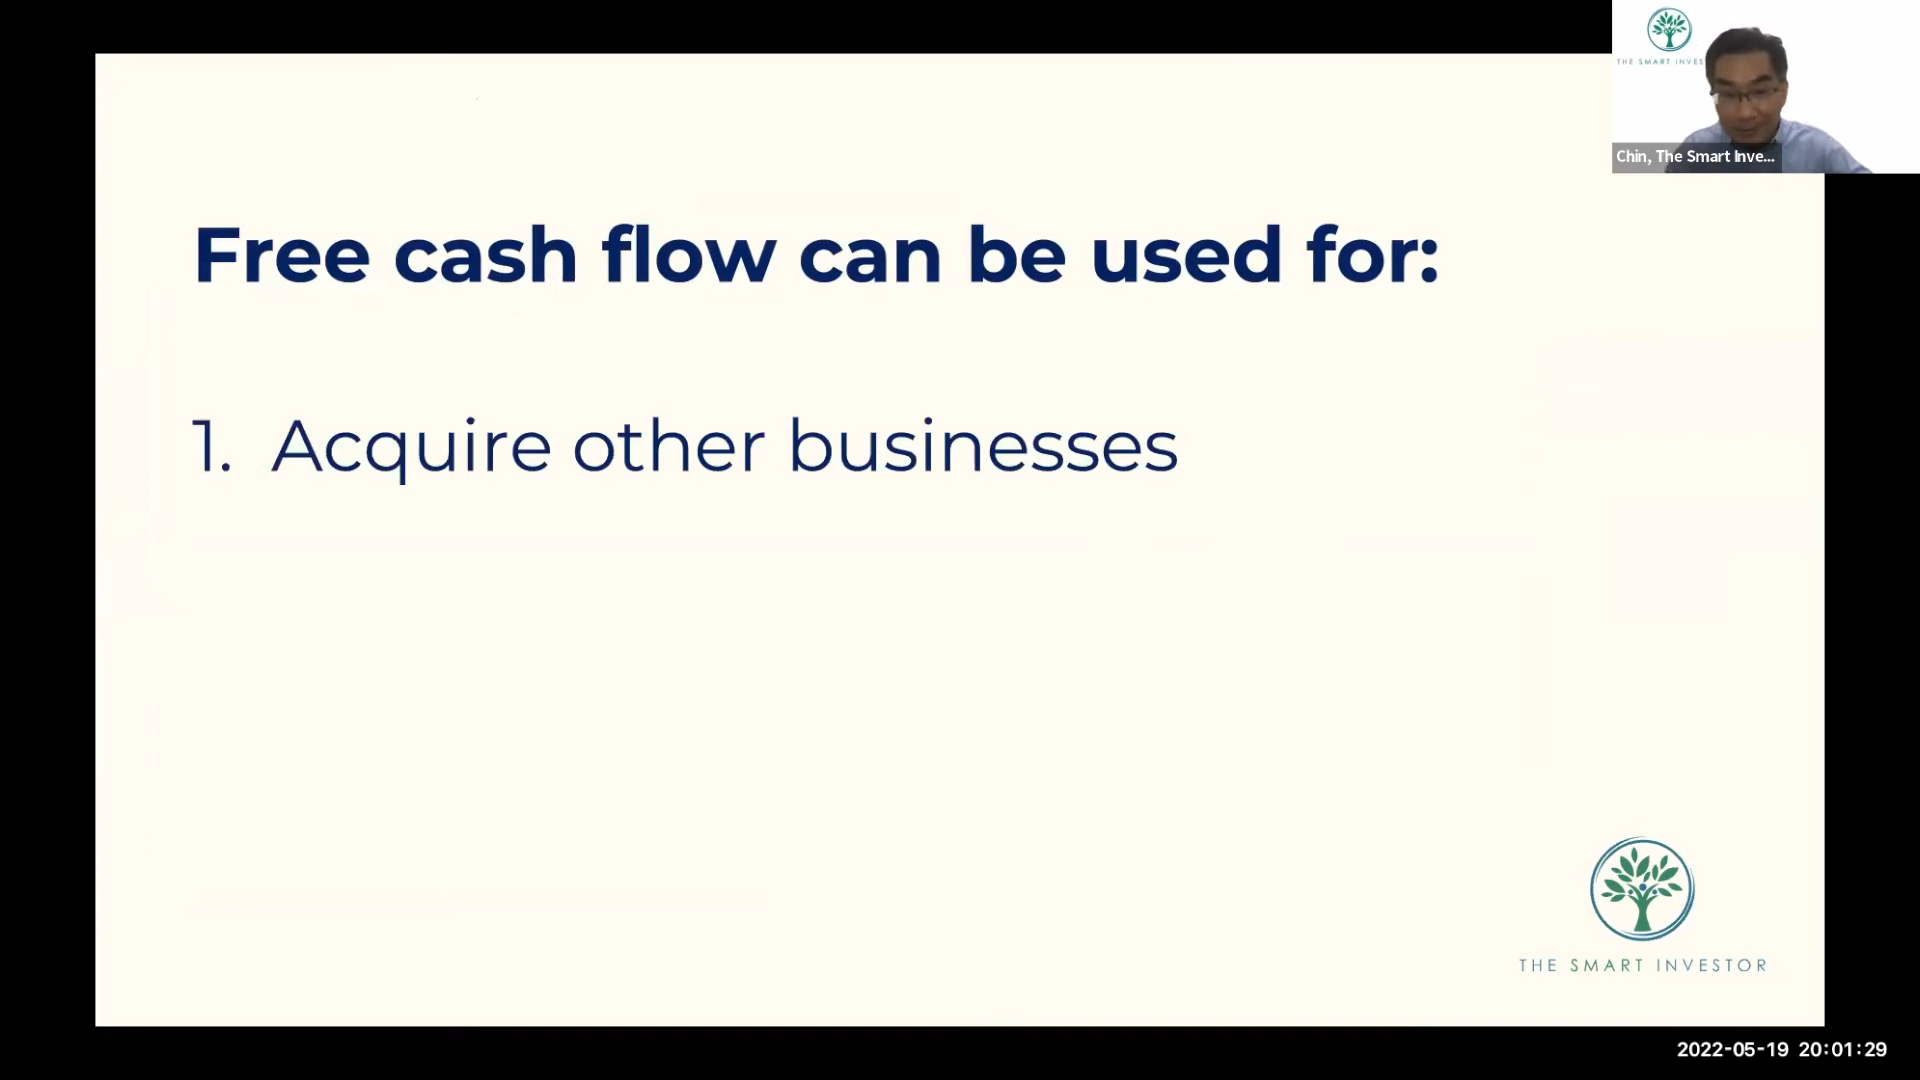 THE SMART INVES
Chin, The Smart Inve...
Free cash flow can be used for:
1. Acquire other businesses
THE SMART INVESTOR
2022-05-19 20:01:29